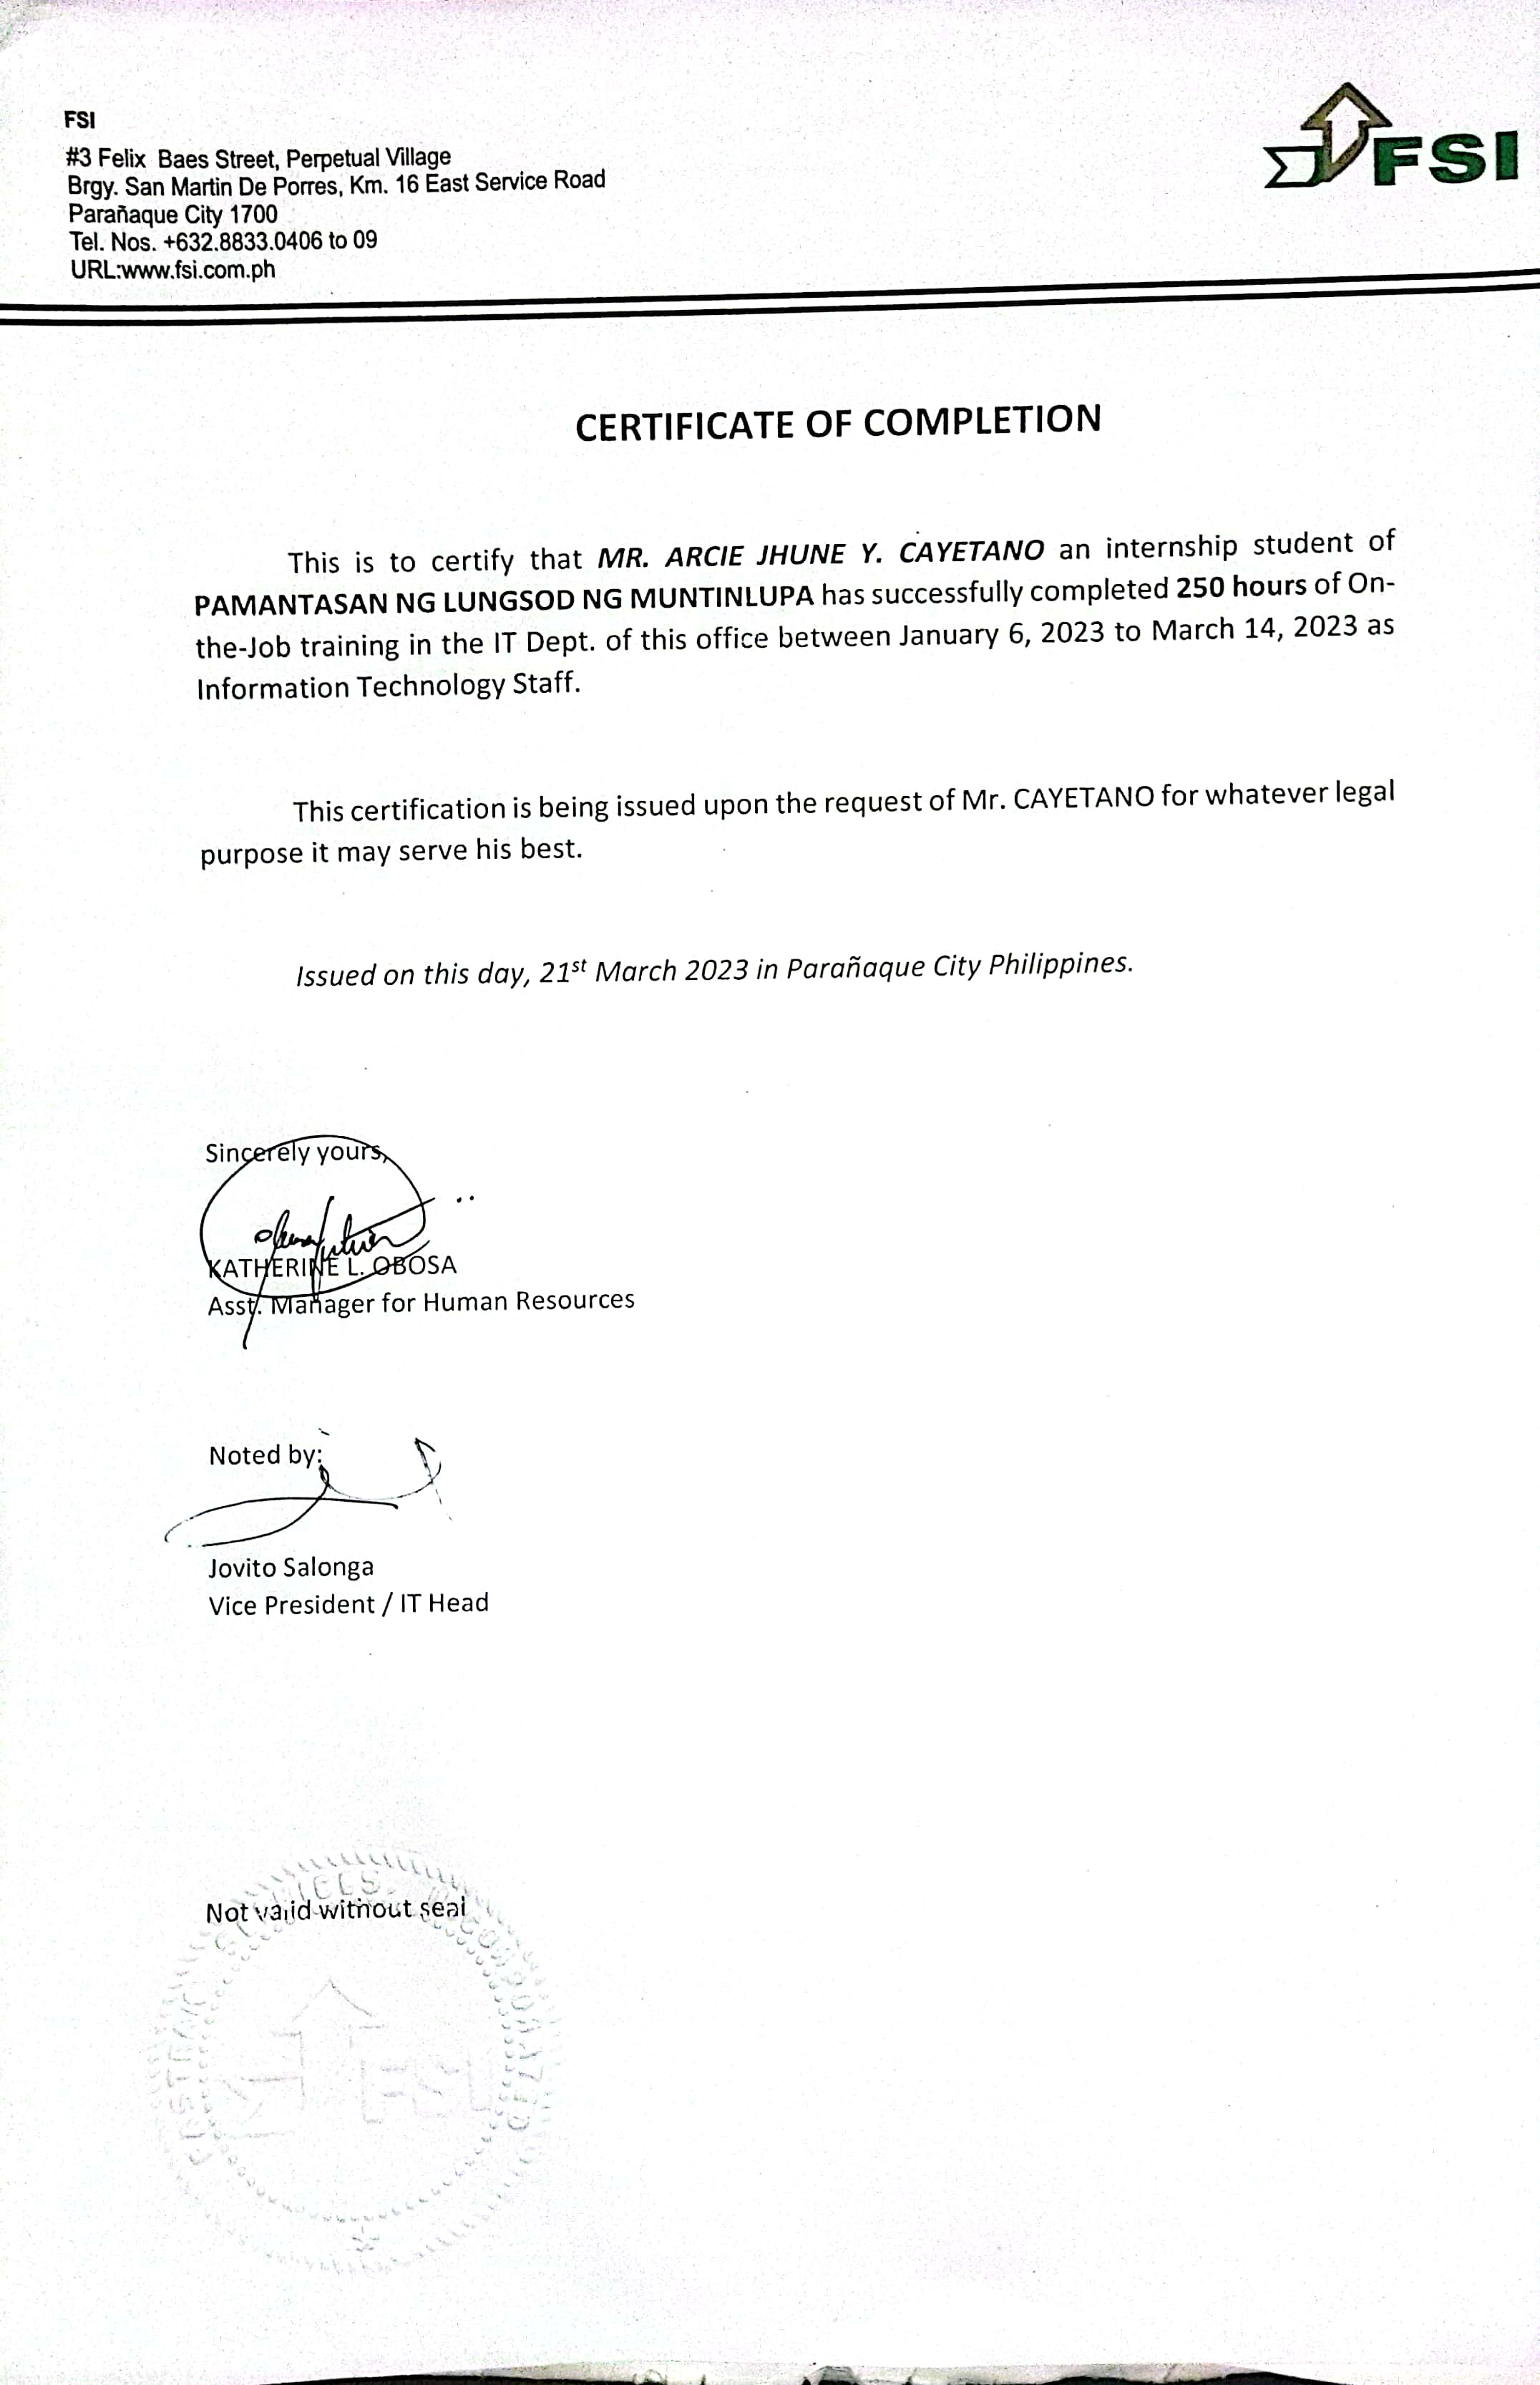 FSI
#3 Felix Baes Street, Perpetual Village
Brgy. San Martin De Porres, Km. 16 East Service Road
Parañaque City 1700
Tel. Nos. +632.8833.0406 to 09
URL:www.fsi.com.ph
FSI
CERTIFICATE OF COMPLETION
This is to certify that MR. ARCIE JHUNE Y. CAYETANO an internship student of
PAMANTASAN NG LUNGSOD NG MUNTINLUPA has successfully completed 250 hours of On-
the-Job training in the IT Dept. of this office between January 6, 2023 to March 14, 2023 as
Information Technology Staff.
This certification is being issued upon the request of Mr. CAYETANO for whatever legal
purpose it may serve his best.
Issued on this day, 21st March 2023 in Parañaque City Philippines.
Sincerely yours,
KATHERINE L. OBOSA
Asst. Manager for Human Resources
Noted by:
Jovito Salonga
Vice President / IT Head
Not valid without seal
FSI